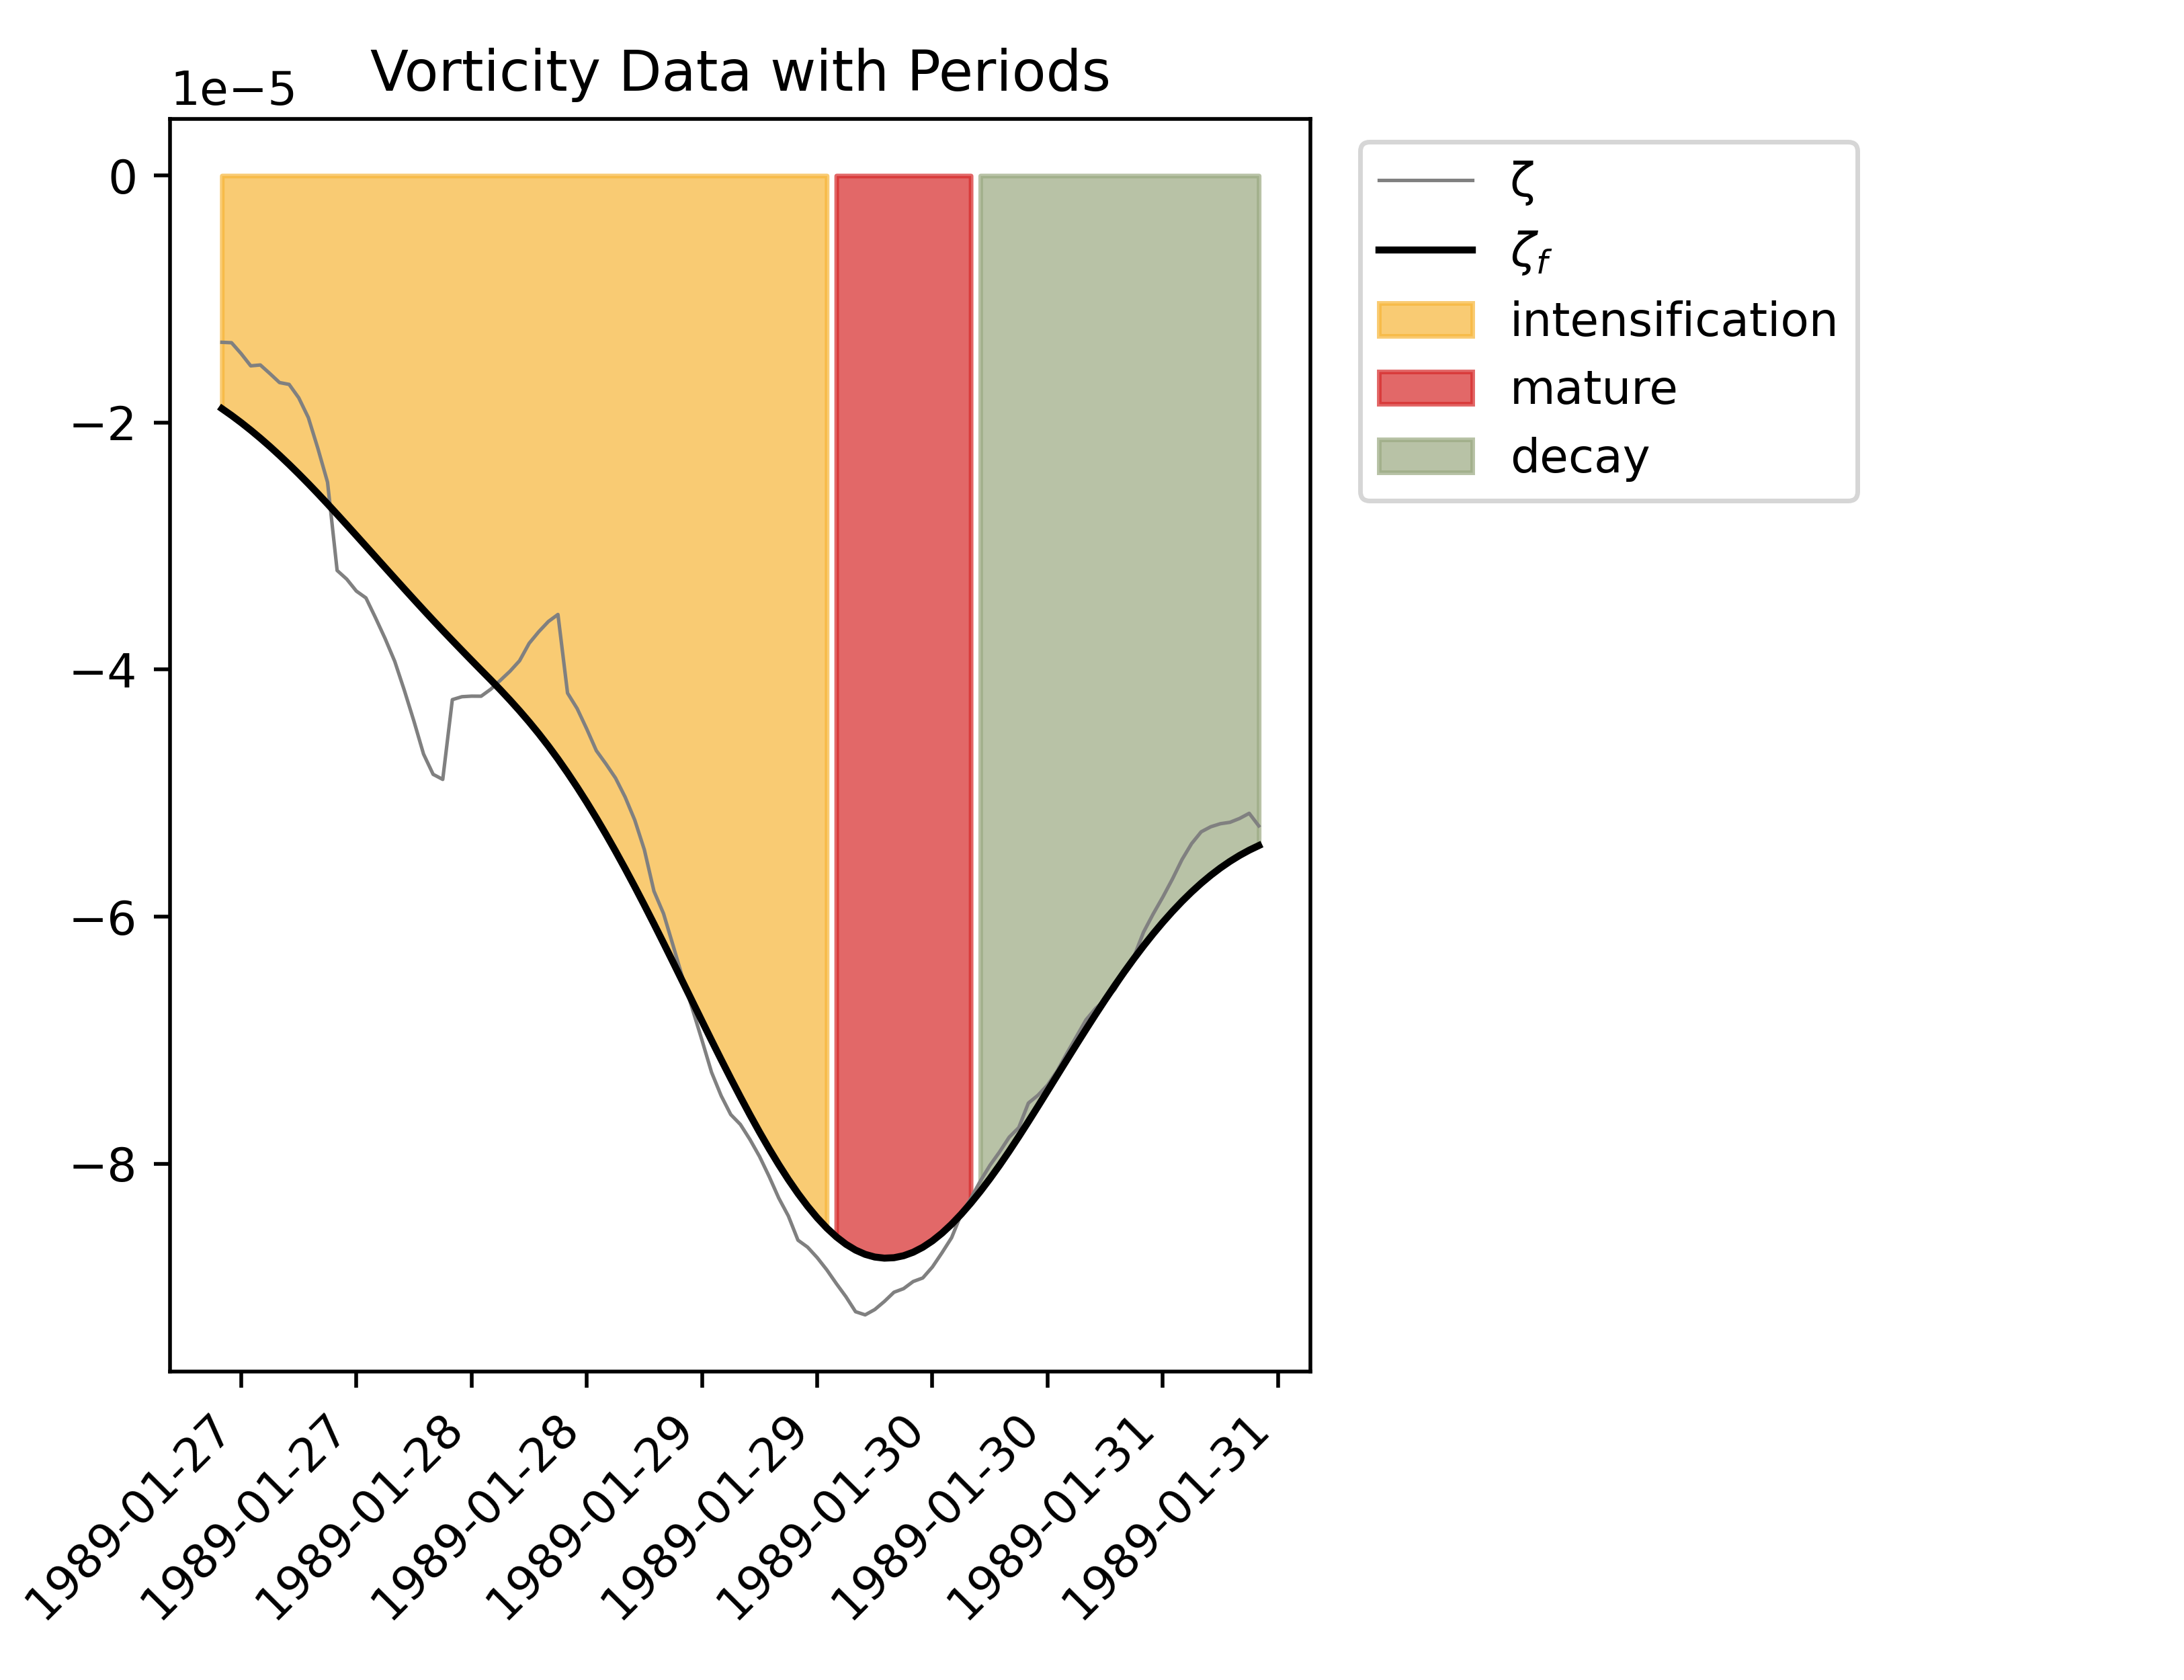 Vorticity Data with Periods
1e−5
0
−2
−4
−6
−8
1989-01-27
1989-01-27
1989-01-28
1989-01-28
1989-01-29
1989-01-29
1989-01-30
1989-01-30
1989-01-31
1989-01-31
ζ
ζf
intensification
mature
decay